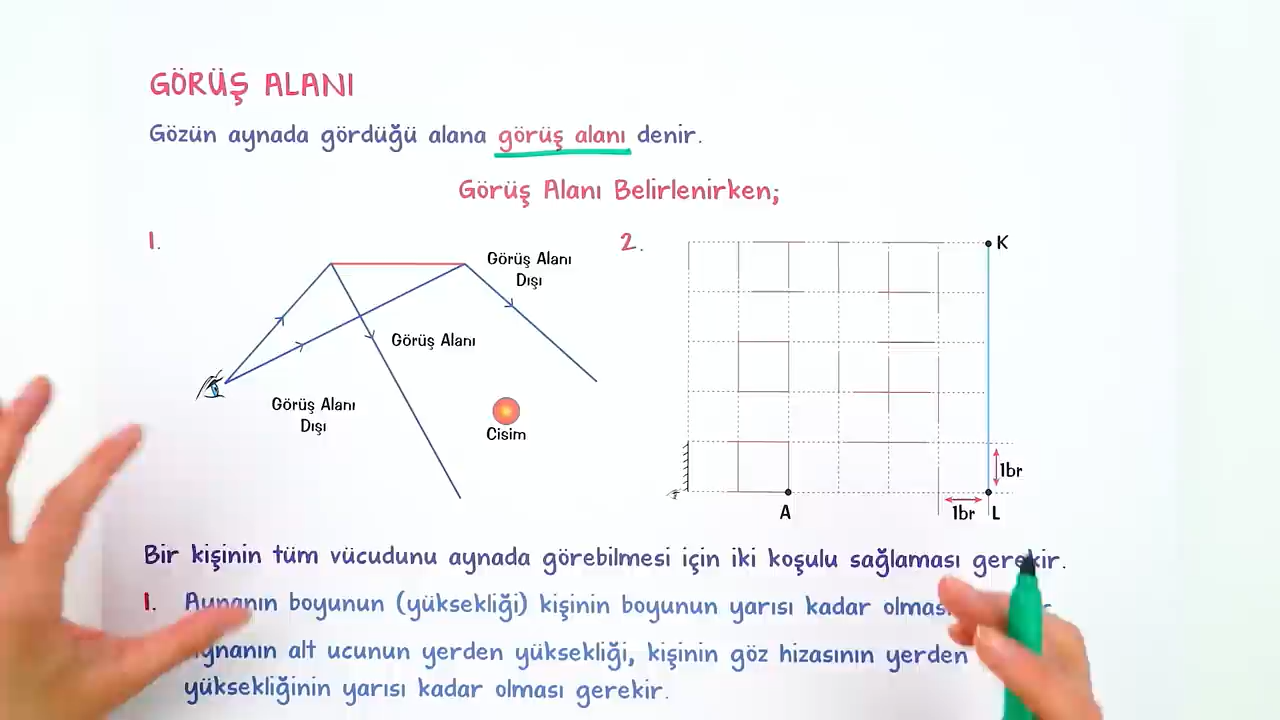 GÖRÜŞ ALANI
Gözün aynada gördüğü alana görüş alanı denir.
Görüş Alanı Belirlenirken;
1.
Görüş Alanı
Dışı
Görüş Alanı
Görüş Alanı
Dışı
Cisim
2.
K
1br
A
1br
L
Bir kişinin tüm vücudunu aynada görebilmesi için iki koşulu sağlaması gerekir.
1. Aynanın boyunun (yüksekliği) kişinin boyunun yarısı kadar
alt ucunun yerden yüksekliği, kişinin göz hizasının yerden
yüksekliğinin yarısı kadar olması gerekir.